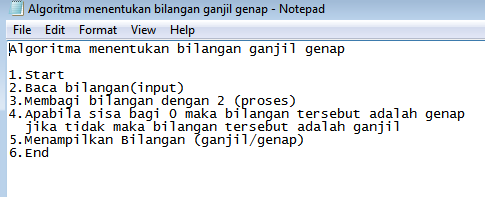 Algoritma menentukan bilangan ganjil genap - Notepad
File Edit Format View Help
Algoritma menentukan bilangan ganjil genap
1.Start
2.Baca bilangan(input)
3.Membagi bilangan dengan 2 (proses)
4.Apabila sisa bagi 0 maka bilangan tersebut adalah genap
jika tidak maka bilangan tersebut adalah ganjil
5.Menampilkan Bilangan (ganjil/genap)
6.End